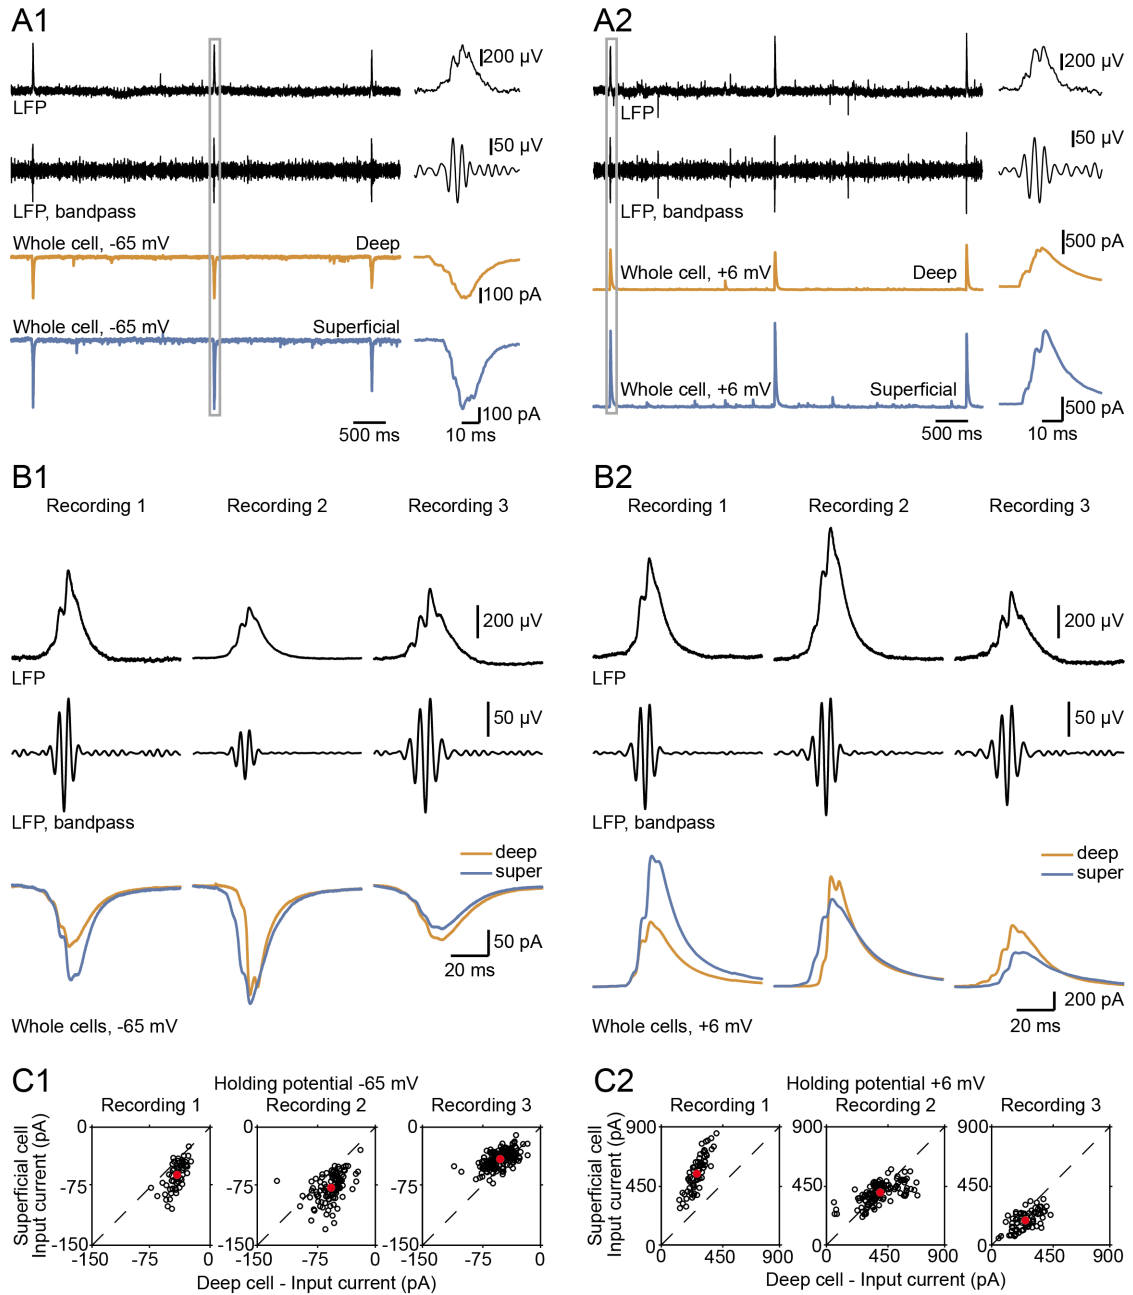 A1
A2
200 µV
LFP
200 µV
LFP
50 µV
LFP, bandpass
50 µV
LFP, bandpass
Whole cell, -65 mV
Deep
100 pA
Whole cell, +6 mV
Deep
500 pA
Whole cell, -65 mV
Superficial
100 pA
500 ms
10 ms
Whole cell, +6 mV
Superficial
500 pA
500 ms
10 ms
B1
Recording 1
Recording 2
Recording 3
200 µV
LFP
50 µV
LFP, bandpass
deep
super
50 pA
20 ms
Whole cells, -65 mV
B2
Recording 1
Recording 2
Recording 3
200 µV
LFP
50 µV
LFP, bandpass
deep
super
200 pA
20 ms
Whole cells, +6 mV
C1
Holding potential -65 mV
Recording 1
Recording 2
Recording 3
Superficial cell
Input current (pA)
0
-75
-150
0
-75
-150
0
-75
-150
-150
-75
0
-150
-75
0
-150
-75
0
Deep cell - Input current (pA)
C2
Holding potential +6 mV
Recording 1
Recording 2
Recording 3
Superficial cell
Input current (pA)
900
450
0
900
450
0
900
450
0
0
450
900
0
450
900
0
450
900
Deep cell - Input current (pA)